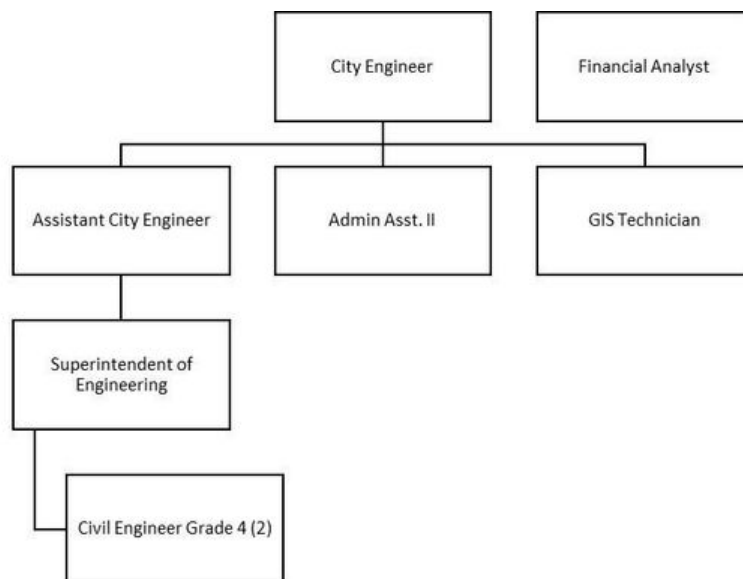 City Engineer
Financial Analyst
Assistant City Engineer
Admin Asst. II
GIS Technician
Superintendent of
Engineering
Civil Engineer Grade 4 (2)